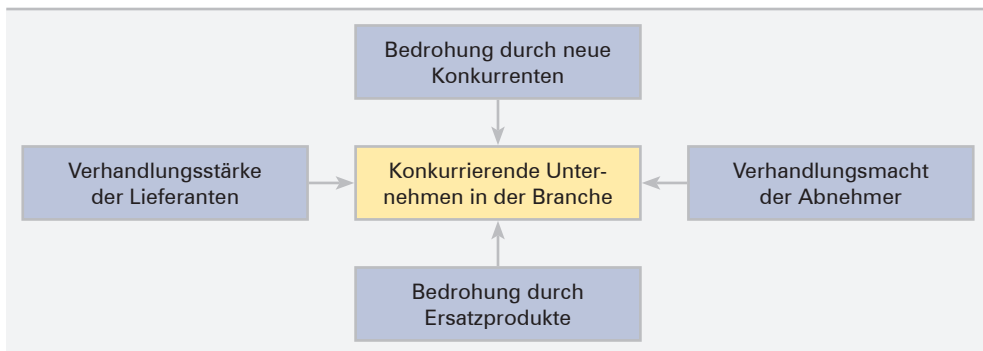 Bedrohung durch neue
Konkurrenten
Verhandlungsstärke
der Lieferanten
Konkurrierende Unter-
nehmen in der Branche
Verhandlungsmacht
der Abnehmer
Bedrohung durch
Ersatzprodukte